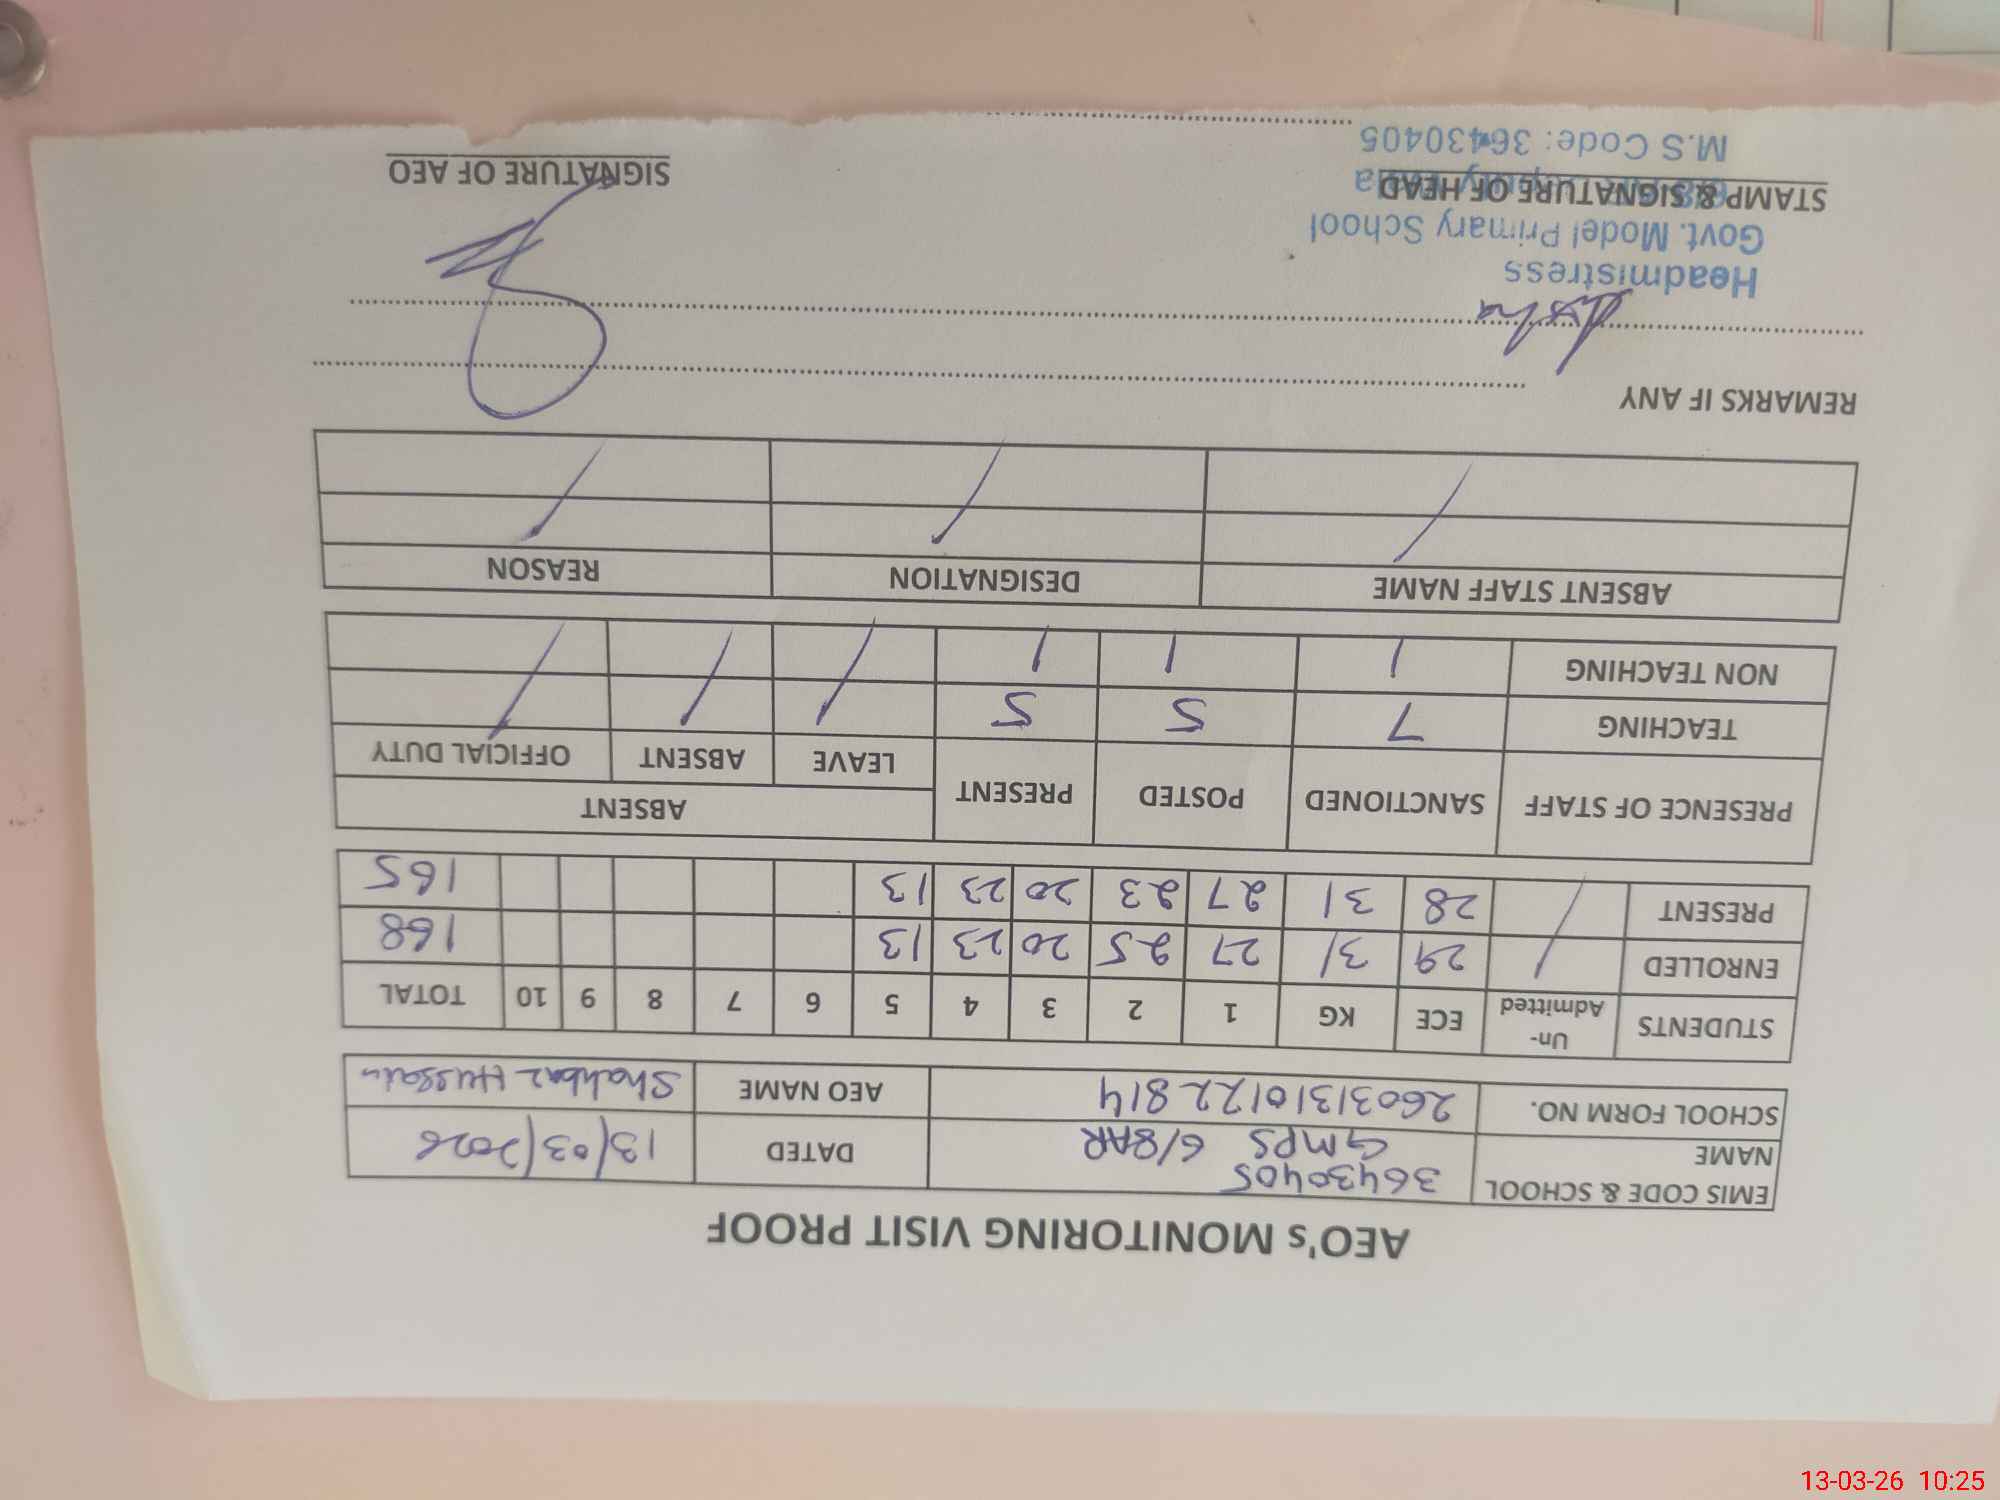 AEO's MONITORING VISIT PROOF
EMIS CODE & SCHOOL NAME 36430405 GMPS 6/8AR DATED 13/03/2026
SCHOOL FORM NO. 26031310122814 AEO NAME Shahbaz Hussain
STUDENTS Un-Admitted ECE KG 1 2 3 4 5 6 7 8 9 10 TOTAL
ENROLLED / 29 31 27 25 20 23 13 168
PRESENT 28 31 27 23 20 23 13 165
PRESENCE OF STAFF SANCTIONED POSTED PRESENT ABSENT
LEAVE ABSENT OFFICIAL DUTY
TEACHING 7 5 5 / / /
NON TEACHING 1 1 1
ABSENT STAFF NAME DESIGNATION REASON
/ / /
REMARKS IF ANY
Headmistress
Govt. Model Primary School
STAMP & SIGNATURE OF HEAD
M.S Code: 36430405
SIGNATURE OF AEO
13-03-26 10:25